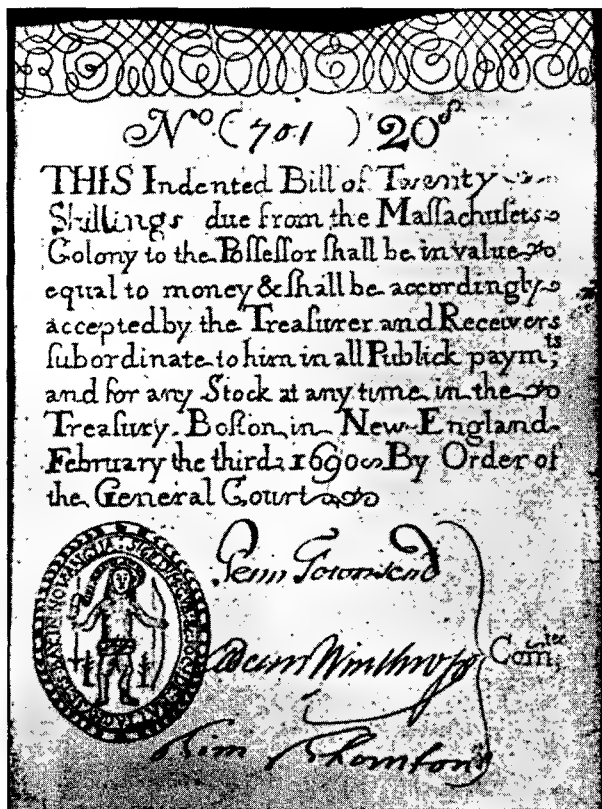 Nº (701) 20ˢ
THIS Indented Bill of Twenty
Shillings due from the Maſſachuſets
Colony to the Poſſeſſor ſhall be in value
equal to money & ſhall be accordingly
accepted by the Treaſurer and Receivers
ſubordinate to him in all Publick paymᵗˢ;
and for any Stock at any time in the
Treaſury. Boſton in New-England
February the third 1690 By Order of
the General Court
Penn Townsend
Adam Winthrop
Tim Thornton
Comᵗᵉᵉ;